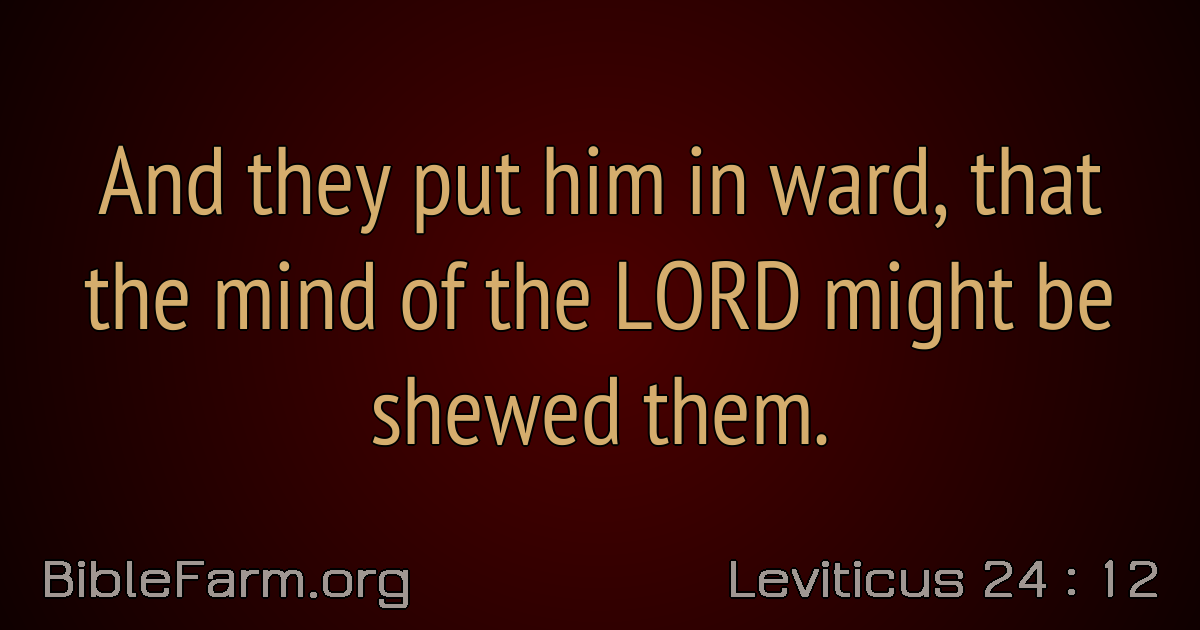 And they put him in ward, that
the mind of the LORD might be
shewed them.
BibleFarm.org
Leviticus 24 : 12